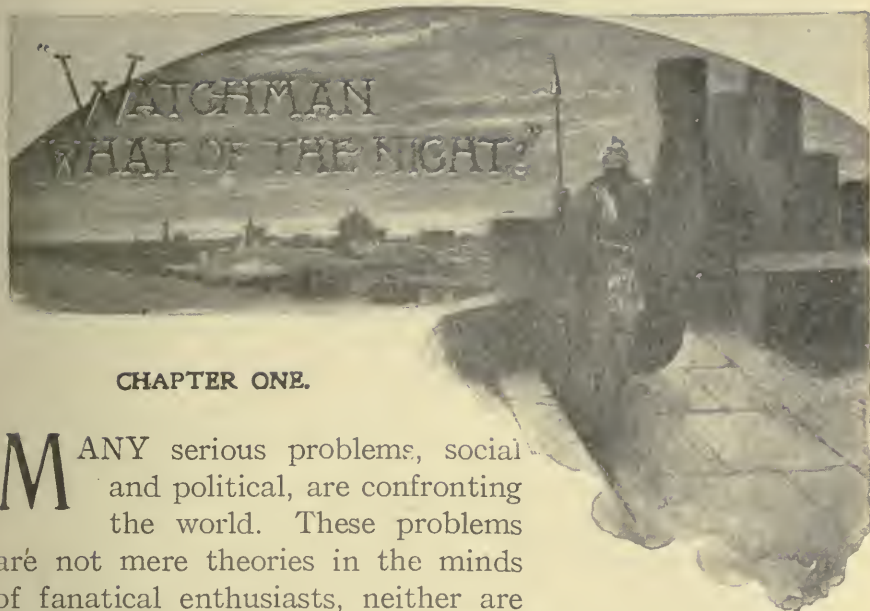 "WATCHMAN
WHAT OF THE NIGHT?"
CHAPTER ONE.
MANY serious problems, social
and political, are confronting
the world. These problems
are not mere theories in the minds
of fanatical enthusiasts, neither are